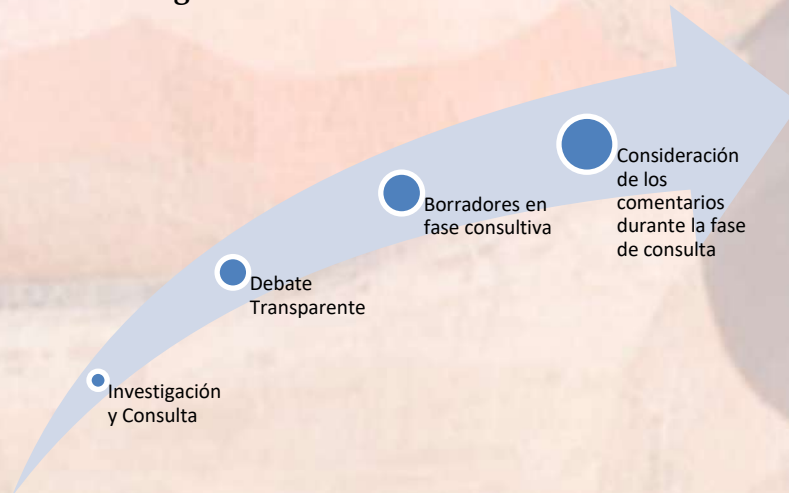 Investigación
y Consulta
Debate
Transparente
Borradores en
fase consultiva
Consideración
de los
comentarios
durante la fase
de consulta